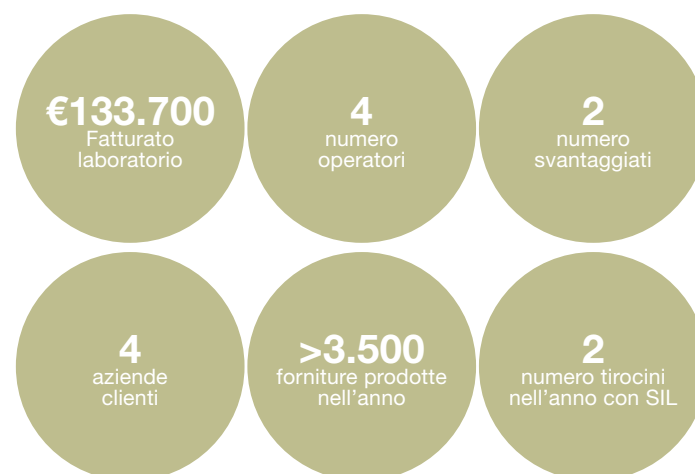 €133.700
Fatturato
laboratorio
4
numero
operatori
2
numero
svantaggiati
4
aziende
clienti
>3.500
forniture prodotte
nell'anno
2
numero tirocini
nell'anno con SIL